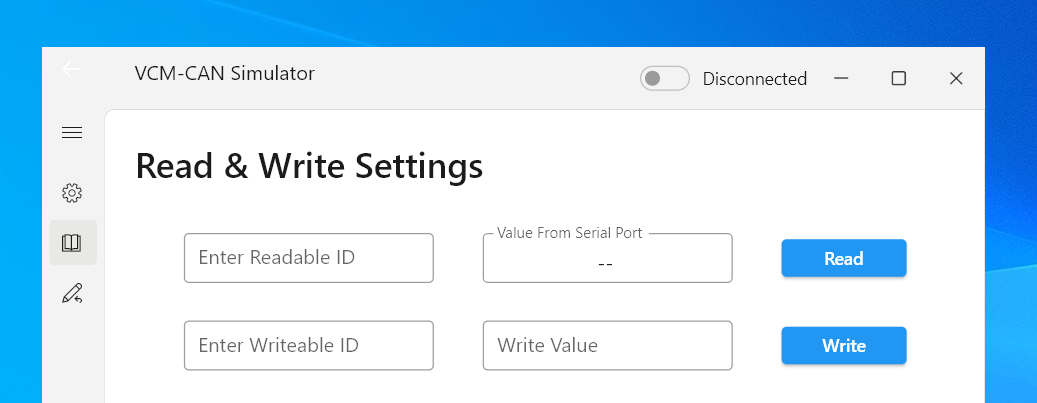 VCM-CAN Simulator
Disconnected
Read & Write Settings
Value From Serial Port
Enter Readable ID
--
Read
Enter Writeable ID
Write Value
Write